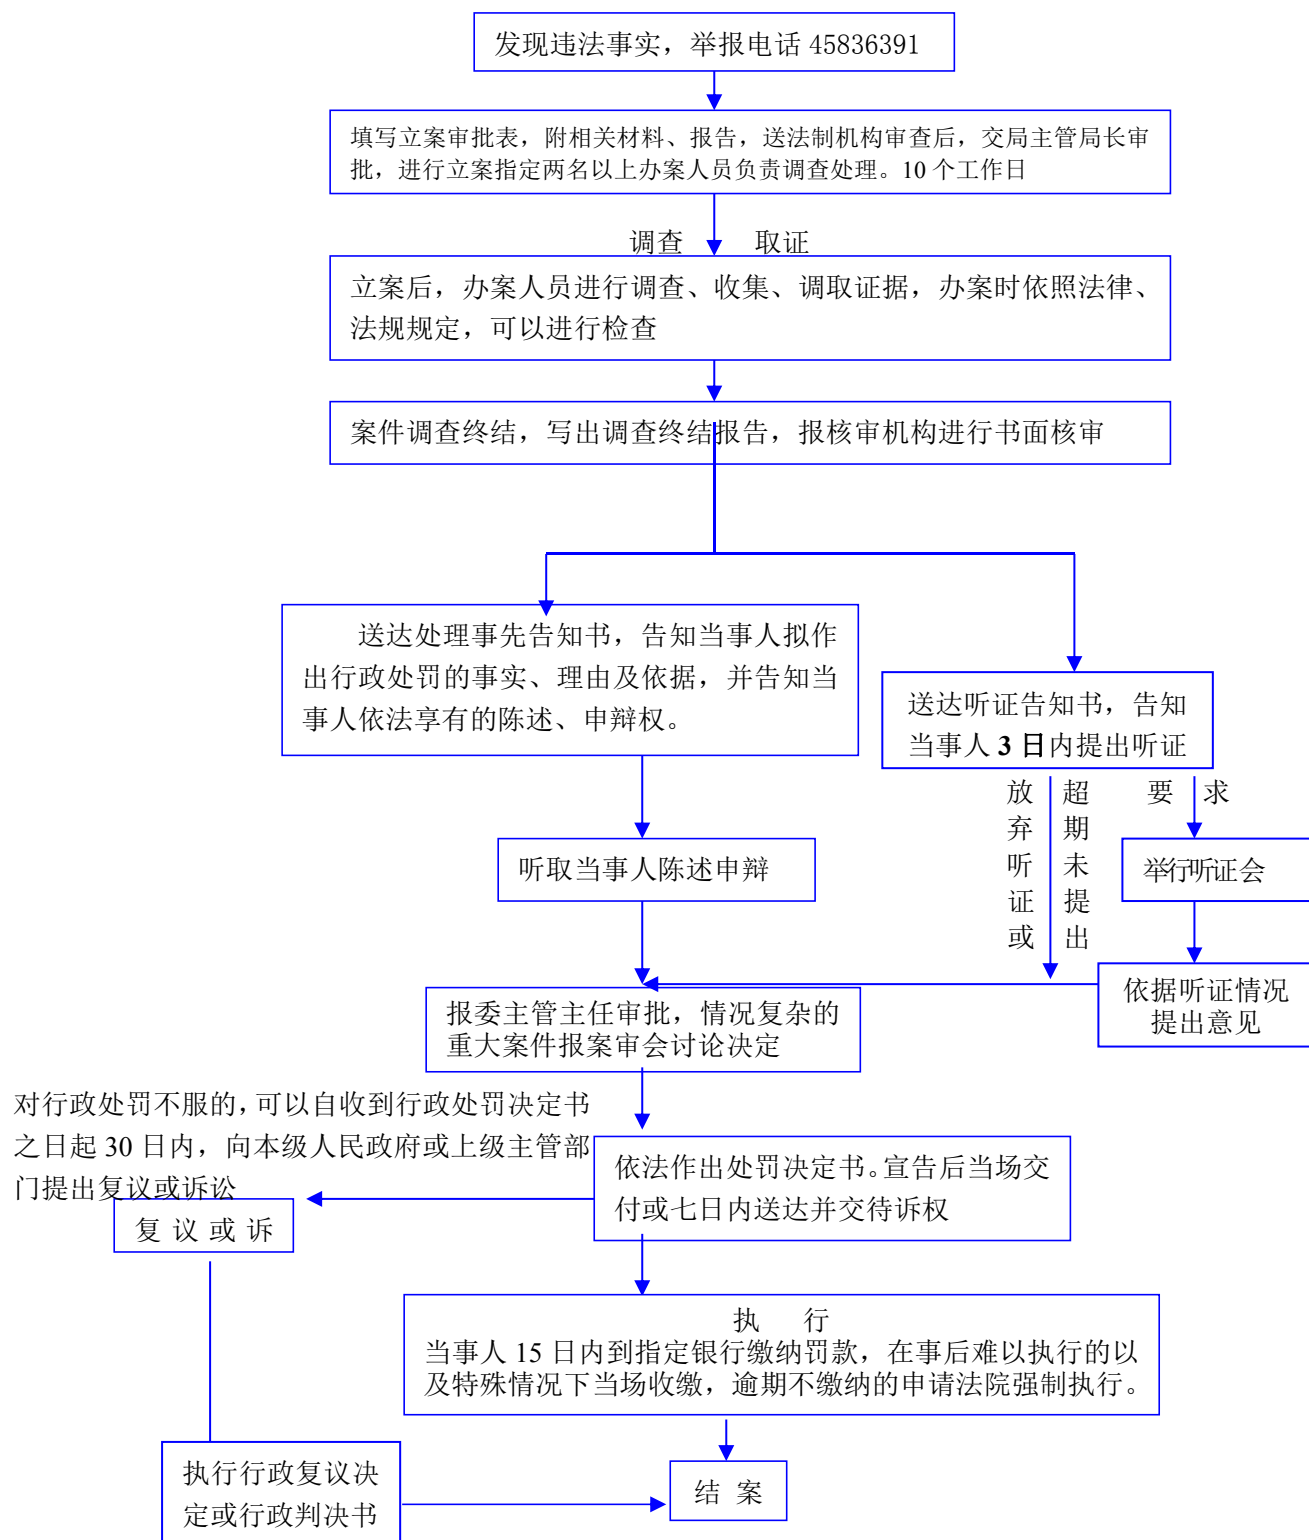 发现违法事实，举报电话 45836391
填写立案审批表，附相关材料、报告，送法制机构审查后，交局主管局长审
批，进行立案指定两名以上办案人员负责调查处理。10 个工作日
调查 取证
立案后，办案人员进行调查、收集、调取证据，办案时依照法律、
法规规定，可以进行检查
案件调查终结，写出调查终结报告，报核审机构进行书面核审
送达处理事先告知书，告知当事人拟作
出行政处罚的事实、理由及依据，并告知当
事人依法享有的陈述、申辩权。
送达听证告知书，告知
当事人 3 日内提出听证
放弃听证或
超期未提出
要 求
听取当事人陈述申辩
举行听证会
依据听证情况
提出意见
报委主管主任审批，情况复杂的
重大案件报案审会讨论决定
对行政处罚不服的，可以自收到行政处罚决定书
之日起 30 日内，向本级人民政府或上级主管部
门提出复议或诉讼
依法作出处罚决定书。宣告后当场交
付或七日内送达并交待诉权
复 议 或 诉
执 行
当事人 15 日内到指定银行缴纳罚款，在事后难以执行的以
及特殊情况下当场收缴，逾期不缴纳的申请法院强制执行。
执行行政复议决
定或行政判决书
结 案